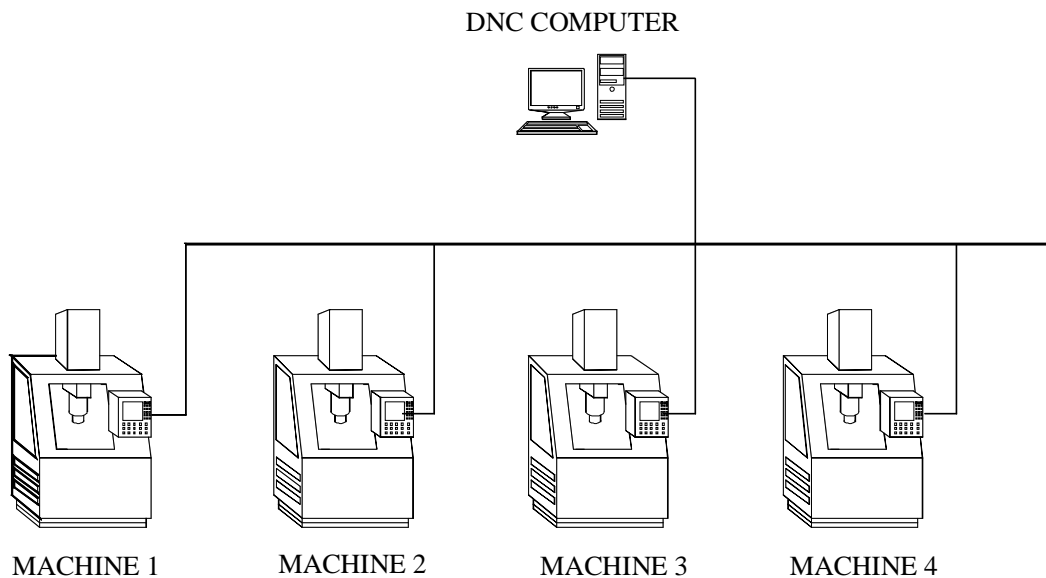 DNC COMPUTER
MACHINE 1
MACHINE 2
MACHINE 3
MACHINE 4